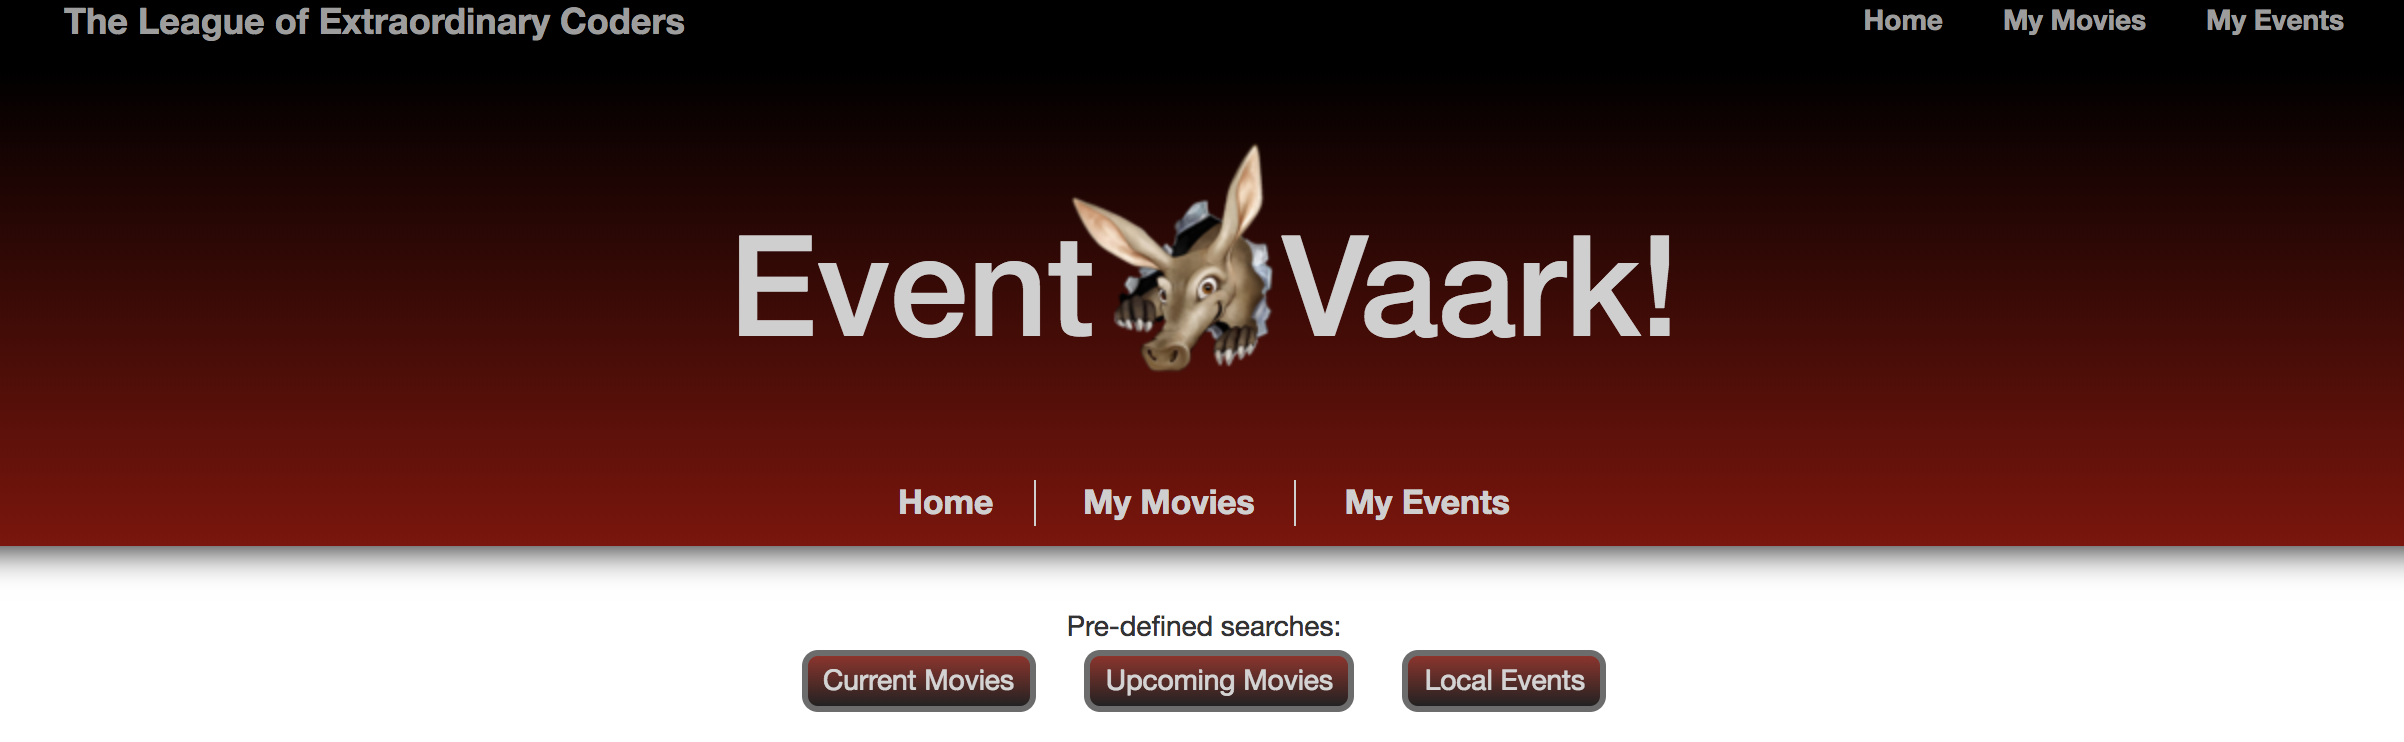 The League of Extraordinary Coders Home My Movies My Events
Event Vaark!
Home My Movies My Events
Pre-defined searches:
Current Movies Upcoming Movies Local Events